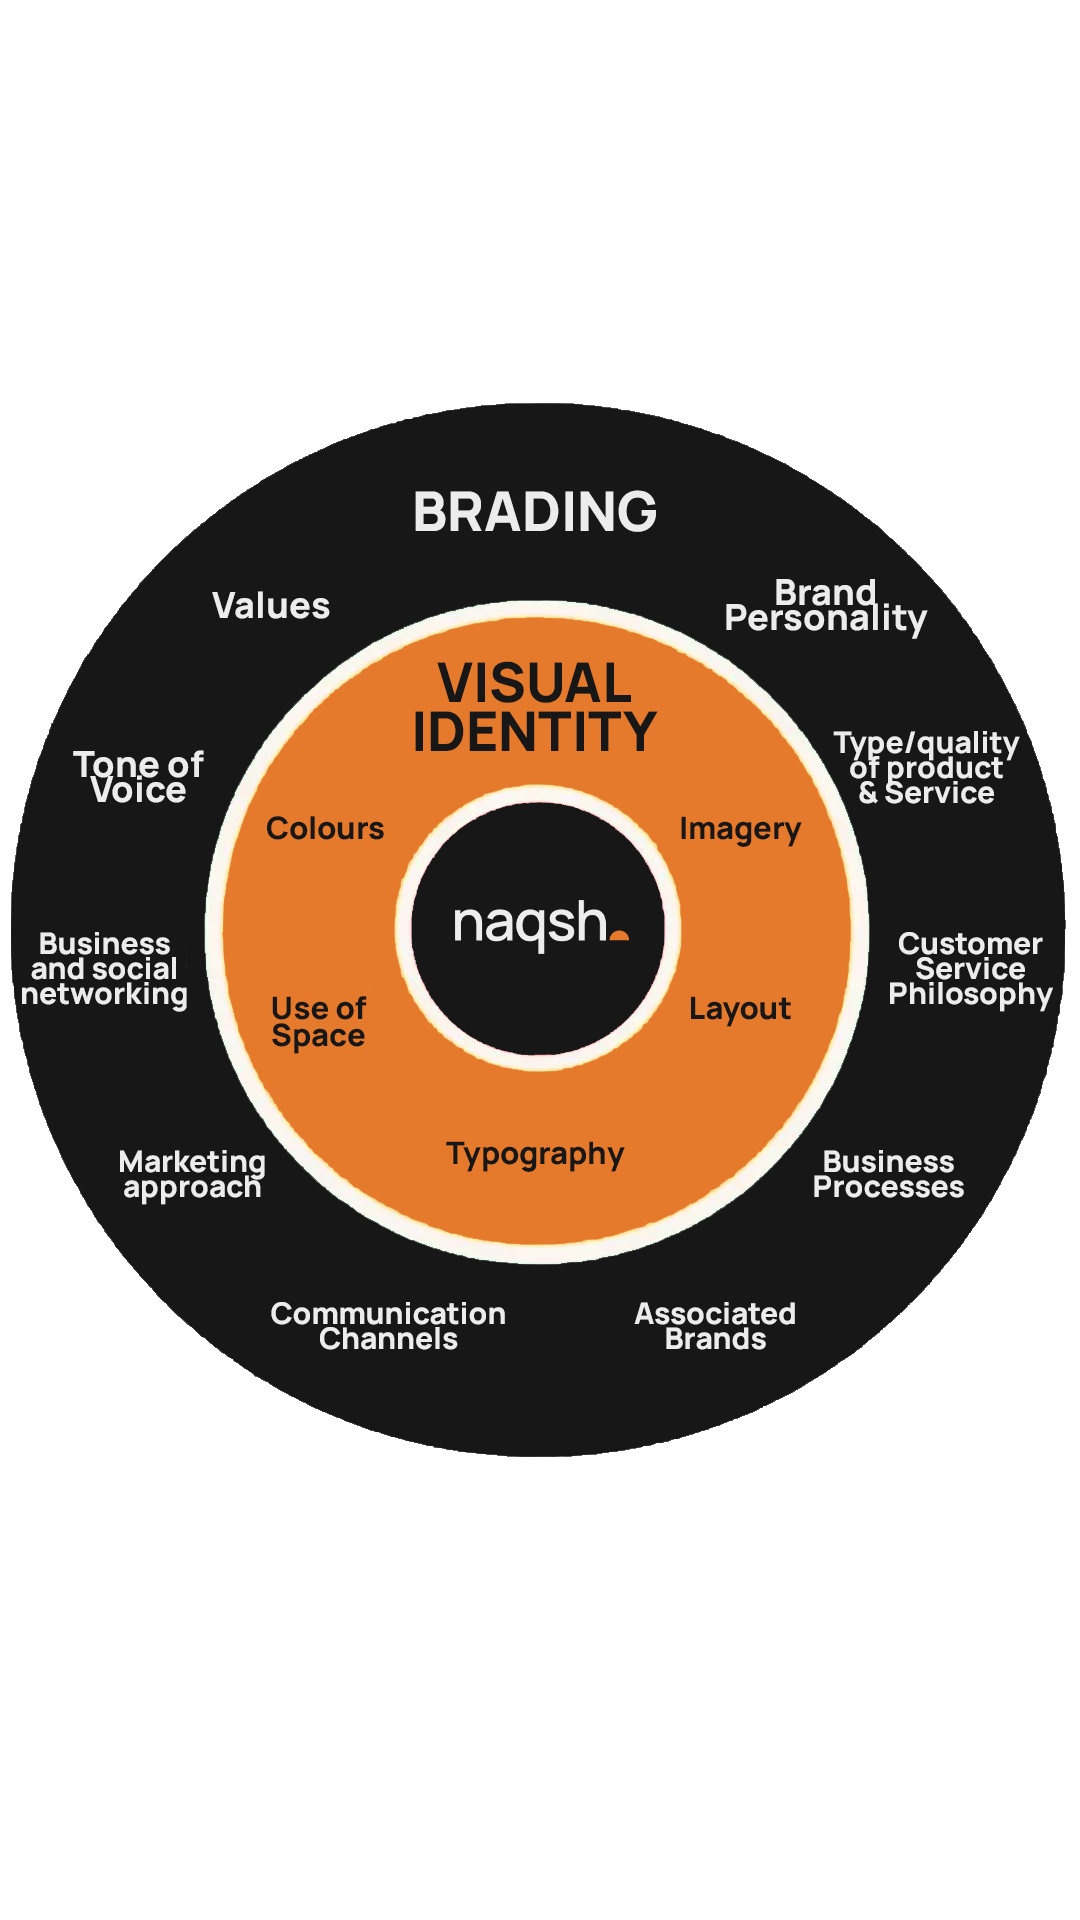 BRADING
Values
Brand
Personality
VISUAL
IDENTITY
Tone of
Voice
Type/quality
of product
& Service
Colours
Imagery
naqsh.
Business
and social
networking
Customer
Service
Philosophy
Use of
Space
Layout
Typography
Marketing
approach
Business
Processes
Communication
Channels
Associated
Brands